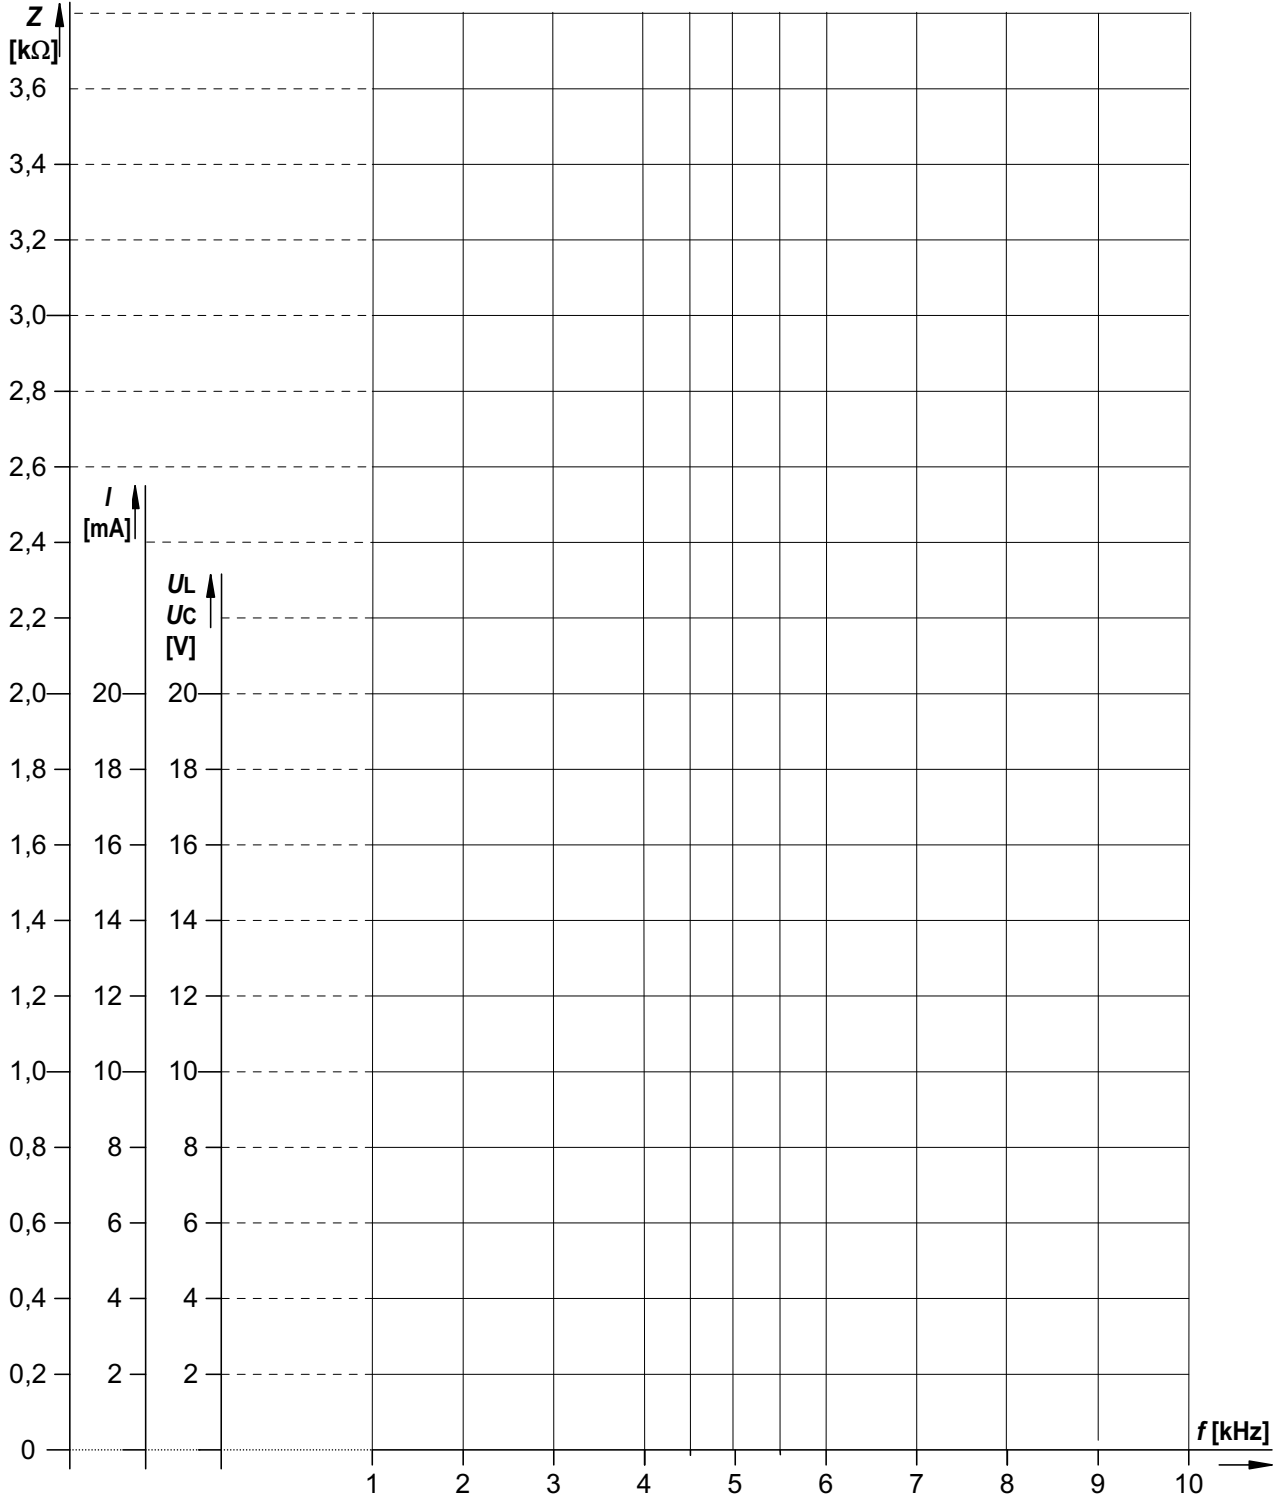 Z
[kΩ]
3,6
3,4
3,2
3,0
2,8
2,6
I
[mA]
2,4
UL
2,2 UC
[V]
2,0 20 20
1,8 18 18
1,6 16 16
1,4 14 14
1,2 12 12
1,0 10 10
0,8 8 8
0,6 6 6
0,4 4 4
0,2 2 2
f [kHz]
0
1 2 3 4 5 6 7 8 9 10